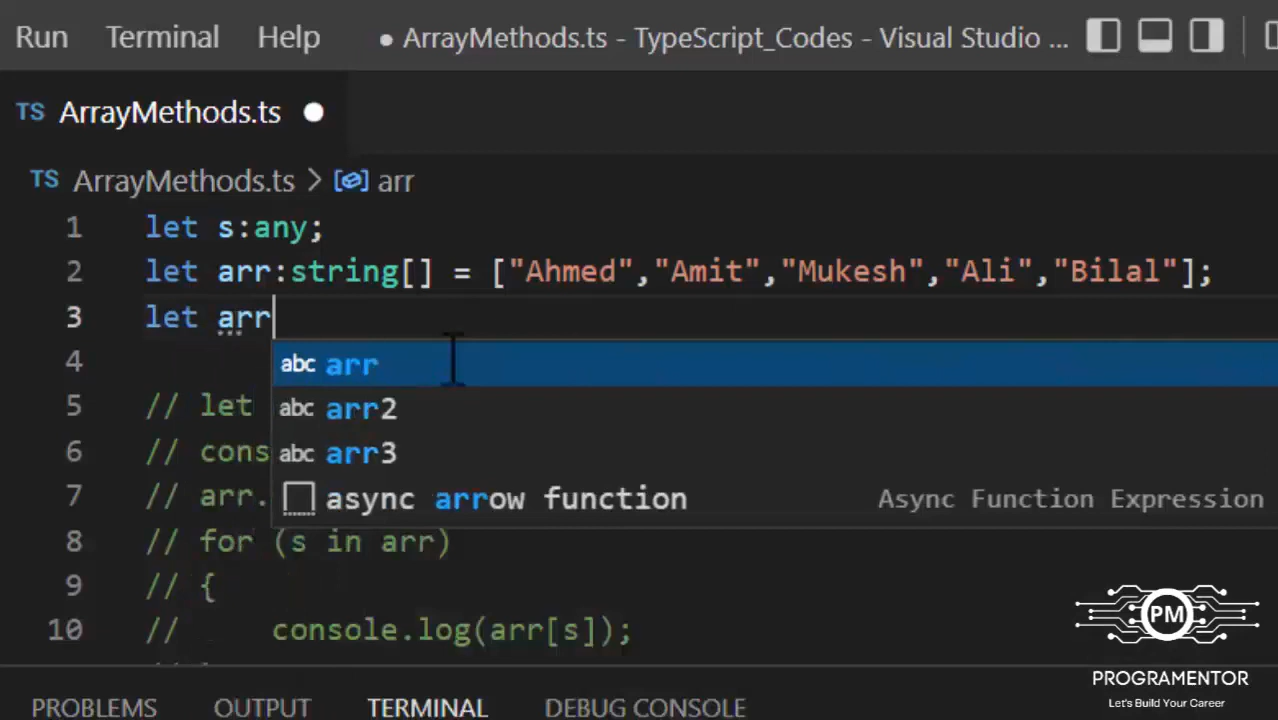 Run Terminal Help ● ArrayMethods.ts - TypeScript_Codes - Visual Studio ...
TS ArrayMethods.ts ●
TS ArrayMethods.ts > arr
1 let s:any;
2 let arr:string[] = ["Ahmed","Amit","Mukesh","Ali","Bilal"];
3 let arr
4 abc arr
5 // let abc arr2
6 // cons abc arr3
7 // arr. async arrow function Async Function Expression
8 // for (s in arr)
9 // {
10 // console.log(arr[s]);
PM
PROGRAMENTOR
Let's Build Your Career
PROBLEMS OUTPUT TERMINAL DEBUG CONSOLE